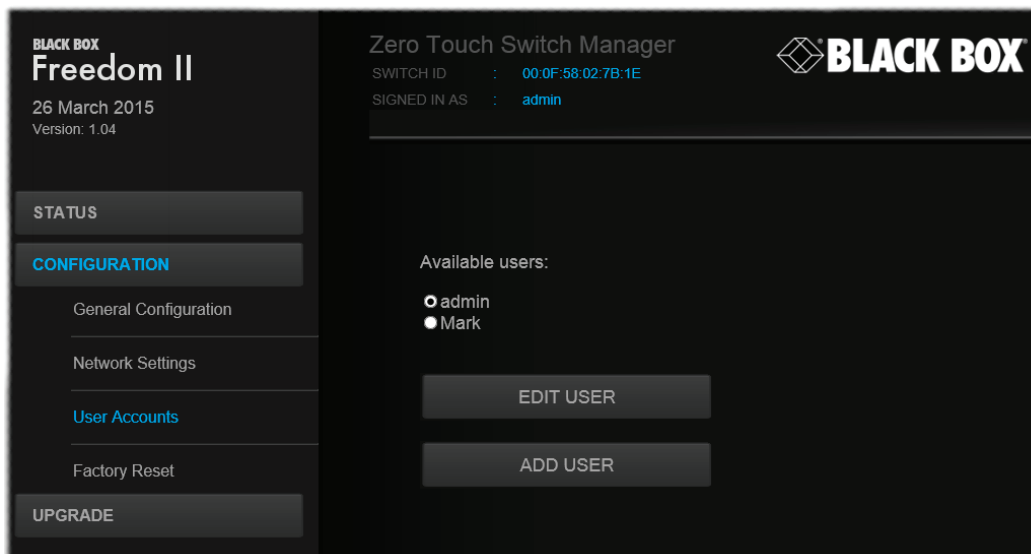 BLACK BOX
Freedom II
26 March 2015
Version: 1.04
STATUS
CONFIGURATION
General Configuration
Network Settings
User Accounts
Factory Reset
UPGRADE
Zero Touch Switch Manager
SWITCH ID : 00:0F:58:02:7B:1E
SIGNED IN AS : admin
BLACK BOX
Available users:
admin
Mark
EDIT USER
ADD USER